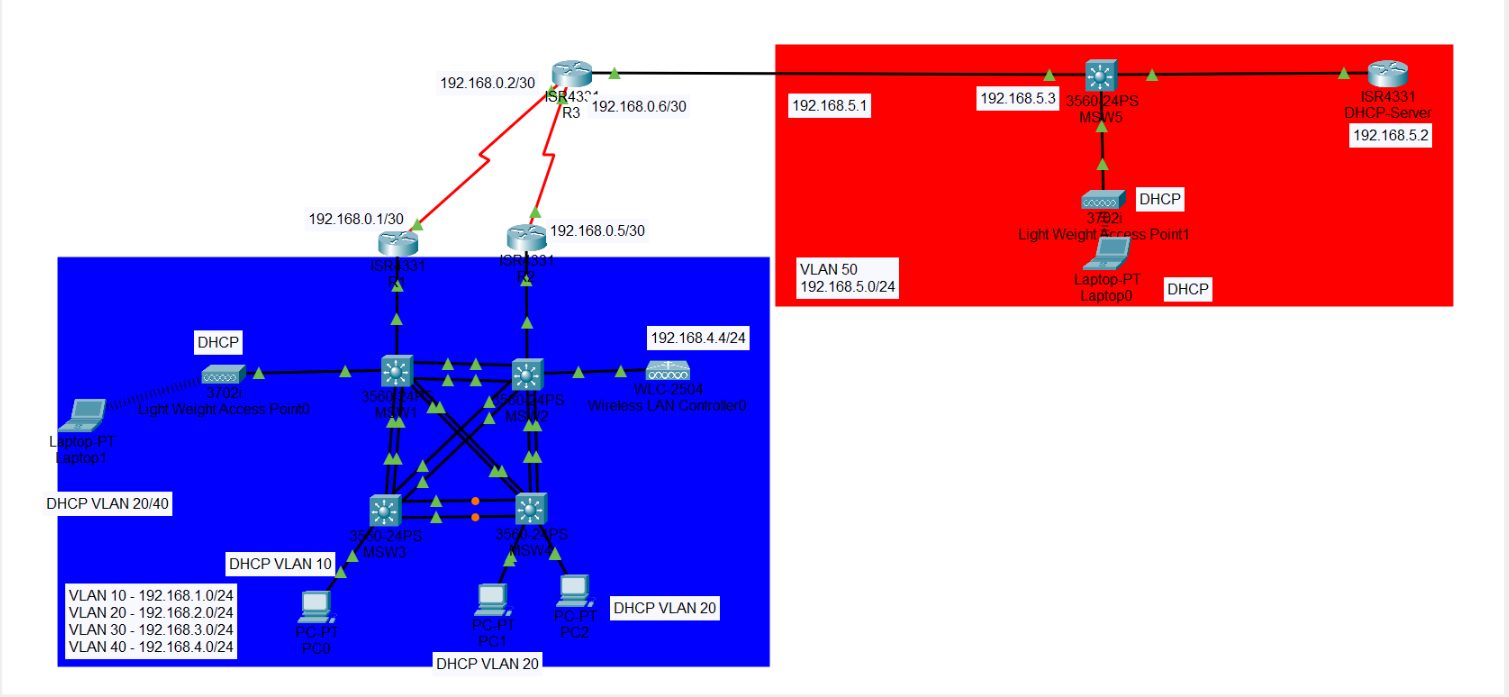 192.168.0.2/30
ISR4331
R3
192.168.0.6/30
192.168.5.1
192.168.5.3
3560-24PS
MSW5
ISR4331
DHCP-Server
192.168.5.2
3702i
Light Weight Access Point1
DHCP
Laptop-PT
Laptop0
DHCP
VLAN 50
192.168.5.0/24
192.168.0.1/30
ISR4331
R1
192.168.0.5/30
ISR4331
R2
DHCP
3702i
Light Weight Access Point0
Laptop-PT
Laptop1
DHCP VLAN 20/40
3560-24PS
MSW1
3560-24PS
MSW2
192.168.4.4/24
WLC-2504
Wireless LAN Controller0
3560-24PS
MSW3
3560-24PS
MSW4
DHCP VLAN 10
VLAN 10 - 192.168.1.0/24
VLAN 20 - 192.168.2.0/24
VLAN 30 - 192.168.3.0/24
VLAN 40 - 192.168.4.0/24
PC-PT
PC0
PC-PT
PC1
PC-PT
PC2
DHCP VLAN 20
DHCP VLAN 20